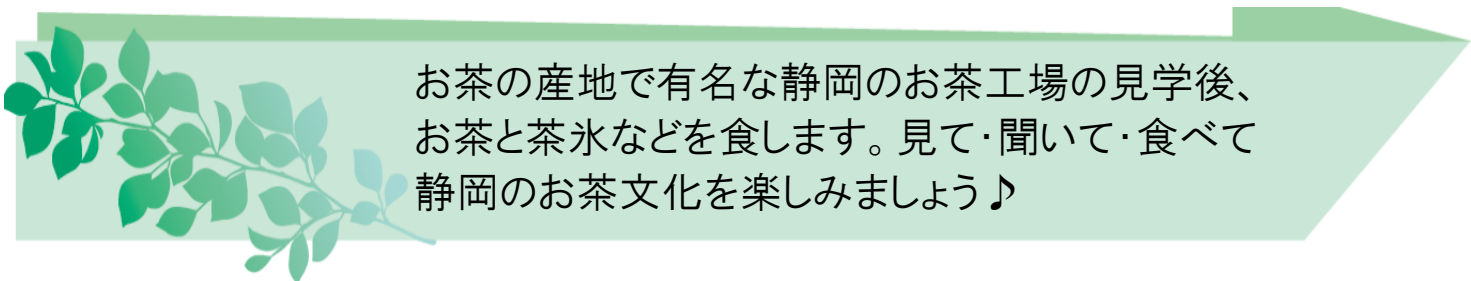 お茶の産地で有名な静岡のお茶工場の見学後、
お茶と茶氷などを食します。見て・聞いて・食べて
静岡のお茶文化を楽しみましょう♪